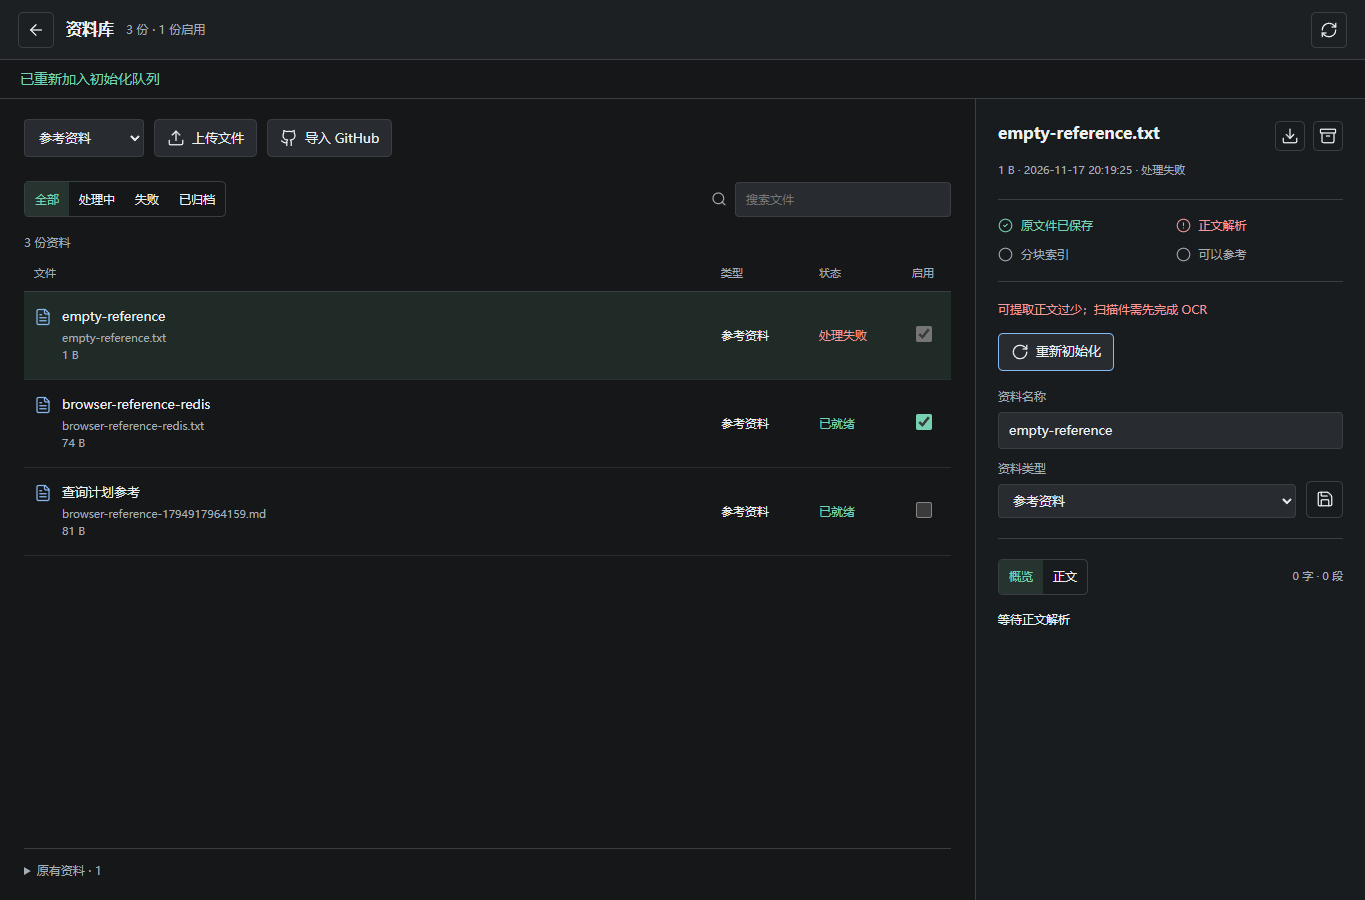 资料库 3 份 · 1 份启用
已重新加入初始化队列
参考资料 上传文件 导入 GitHub
全部 处理中 失败 已归档 搜索文件
3 份资料
文件 类型 状态 启用
empty-reference
empty-reference.txt
1 B
参考资料 处理失败
browser-reference-redis
browser-reference-redis.txt
74 B
参考资料 已就绪
查询计划参考
browser-reference-1794917964159.md
81 B
参考资料 已就绪
原有资料 · 1
empty-reference.txt
1 B · 2026-11-17 20:19:25 · 处理失败
原文件已保存 正文解析
分块索引 可以参考
可提取正文过少；扫描件需先完成 OCR
重新初始化
资料名称
empty-reference
资料类型
参考资料
概览 正文 0 字 · 0 段
等待正文解析